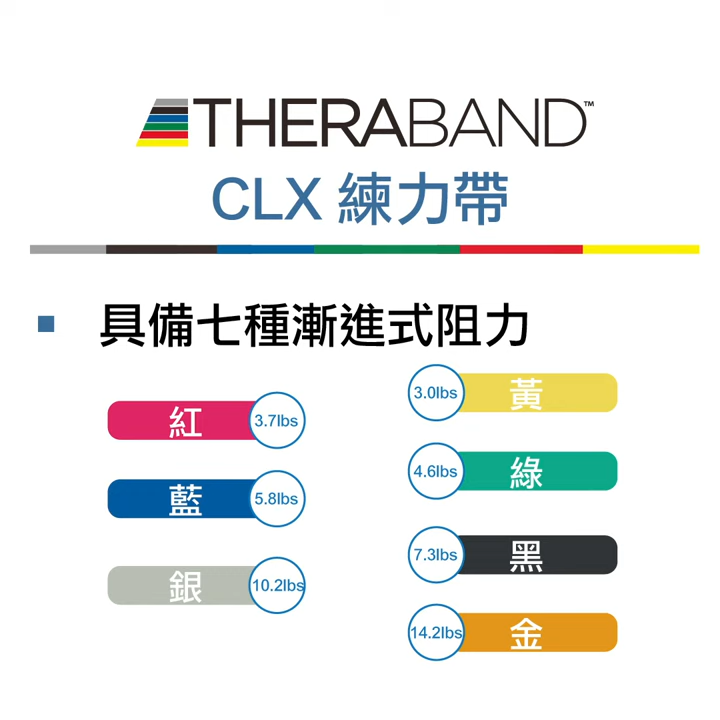 THERABAND™
CLX 練力帶
具備七種漸進式阻力
紅 3.7lbs
3.0lbs 黃
藍 5.8lbs
4.6lbs 綠
銀 10.2lbs
7.3lbs 黑
14.2lbs 金